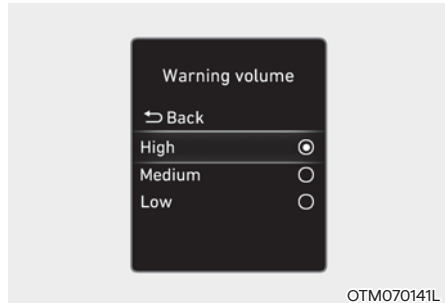 Warning volume
Back
High
Medium
Low
OTM070141L